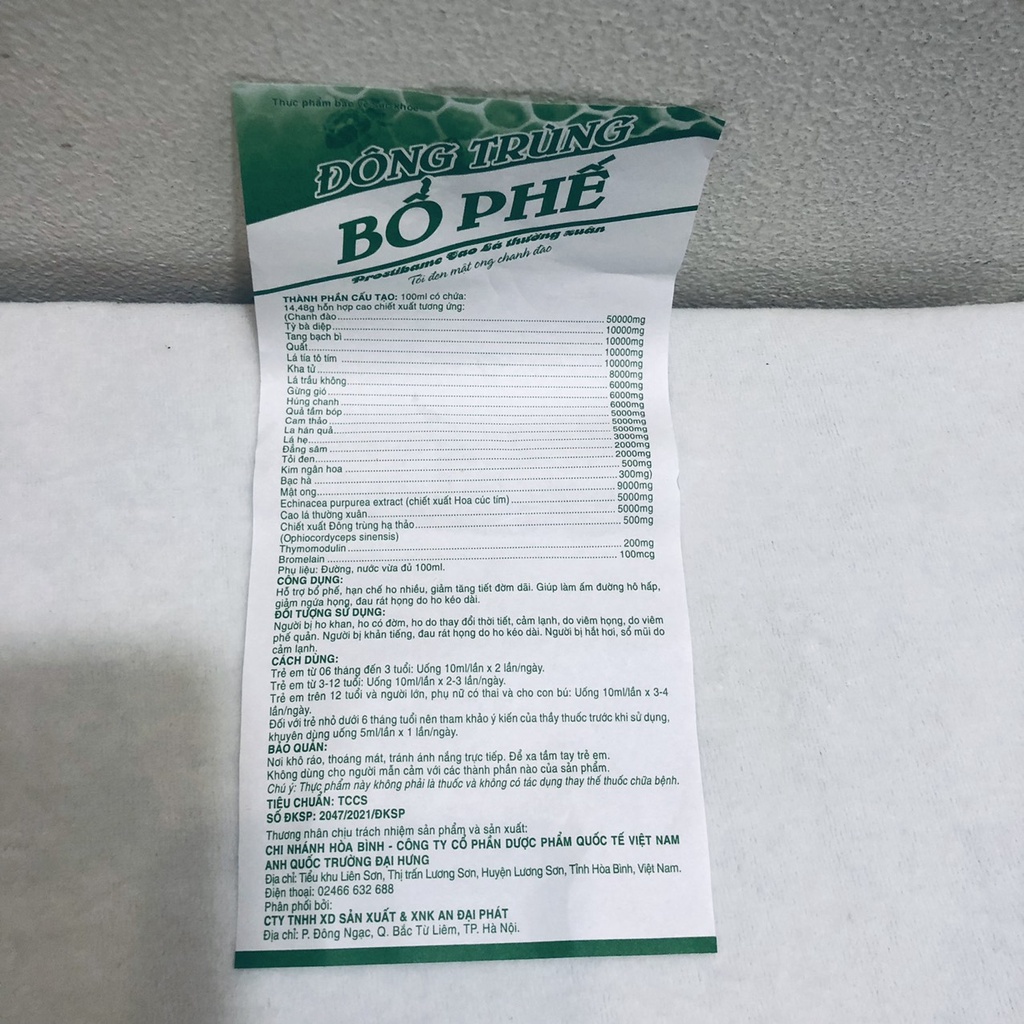 Thực phẩm bảo vệ sức khỏe
ĐÔNG TRÙNG
BỔ PHẾ
Prostibame Cao Lá thường xuân
Tỏi đen mật ong chanh đào
THÀNH PHẦN CẤU TẠO: 100ml có chứa:
14,48g hỗn hợp cao chiết xuất tương ứng:
(Chanh đào........50000mg
Tỳ bà diệp........10000mg
Tang bạch bì........10000mg
Quất........10000mg
Lá tía tô tím........10000mg
Kha tử........8000mg
Lá trầu không........6000mg
Gừng gió........6000mg
Húng chanh........6000mg
Quả tầm bóp........5000mg
Cam thảo........5000mg
La hán quả........5000mg
Lá hẹ........3000mg
Đẳng sâm........2000mg
Tỏi đen........2000mg
Kim ngân hoa........500mg
Bạc hà........300mg)
Mật ong........9000mg
Echinacea purpurea extract (chiết xuất Hoa cúc tím)........5000mg
Cao lá thường xuân........5000mg
Chiết xuất Đông trùng hạ thảo........500mg
(Ophiocordyceps sinensis)
Thymomodulin........200mg
Bromelain........100mcg
Phụ liệu: Đường, nước vừa đủ 100ml.
CÔNG DỤNG:
Hỗ trợ bổ phế, hạn chế ho nhiều, giảm tăng tiết đờm dãi. Giúp làm ấm đường hô hấp,
giảm ngứa họng, đau rát họng do ho kéo dài.
ĐỐI TƯỢNG SỬ DỤNG:
Người bị ho khan, ho có đờm, ho do thay đổi thời tiết, cảm lạnh, do viêm họng, do viêm
phế quản. Người bị khản tiếng, đau rát họng do ho kéo dài. Người bị hắt hơi, sổ mũi do
cảm lạnh.
CÁCH DÙNG:
Trẻ em từ 06 tháng đến 3 tuổi: Uống 10ml/lần x 2 lần/ngày.
Trẻ em từ 3-12 tuổi: Uống 10ml/lần x 2-3 lần/ngày.
Trẻ em trên 12 tuổi và người lớn, phụ nữ có thai và cho con bú: Uống 10ml/lần x 3-4
lần/ngày.
Đối với trẻ nhỏ dưới 6 tháng tuổi nên tham khảo ý kiến của thầy thuốc trước khi sử dụng,
khuyên dùng uống 5ml/lần x 1 lần/ngày.
BẢO QUẢN:
Nơi khô ráo, thoáng mát, tránh ánh nắng trực tiếp. Để xa tầm tay trẻ em.
Không dùng cho người mẫn cảm với các thành phần nào của sản phẩm.
Chú ý: Thực phẩm này không phải là thuốc và không có tác dụng thay thế thuốc chữa bệnh.
TIÊU CHUẨN: TCCS
SỐ ĐKSP: 2047/2021/ĐKSP
Thương nhân chịu trách nhiệm sản phẩm và sản xuất:
CHI NHÁNH HÒA BÌNH - CÔNG TY CỔ PHẦN DƯỢC PHẨM QUỐC TẾ VIỆT NAM
ANH QUỐC TRƯỜNG ĐẠI HƯNG
Địa chỉ: Tiểu khu Liên Sơn, Thị trấn Lương Sơn, Huyện Lương Sơn, Tỉnh Hòa Bình, Việt Nam.
Điện thoại: 02466 632 688
Phân phối bởi:
CTY TNHH XD SẢN XUẤT & XNK AN ĐẠI PHÁT
Địa chỉ: P. Đông Ngạc, Q. Bắc Từ Liêm, TP. Hà Nội.